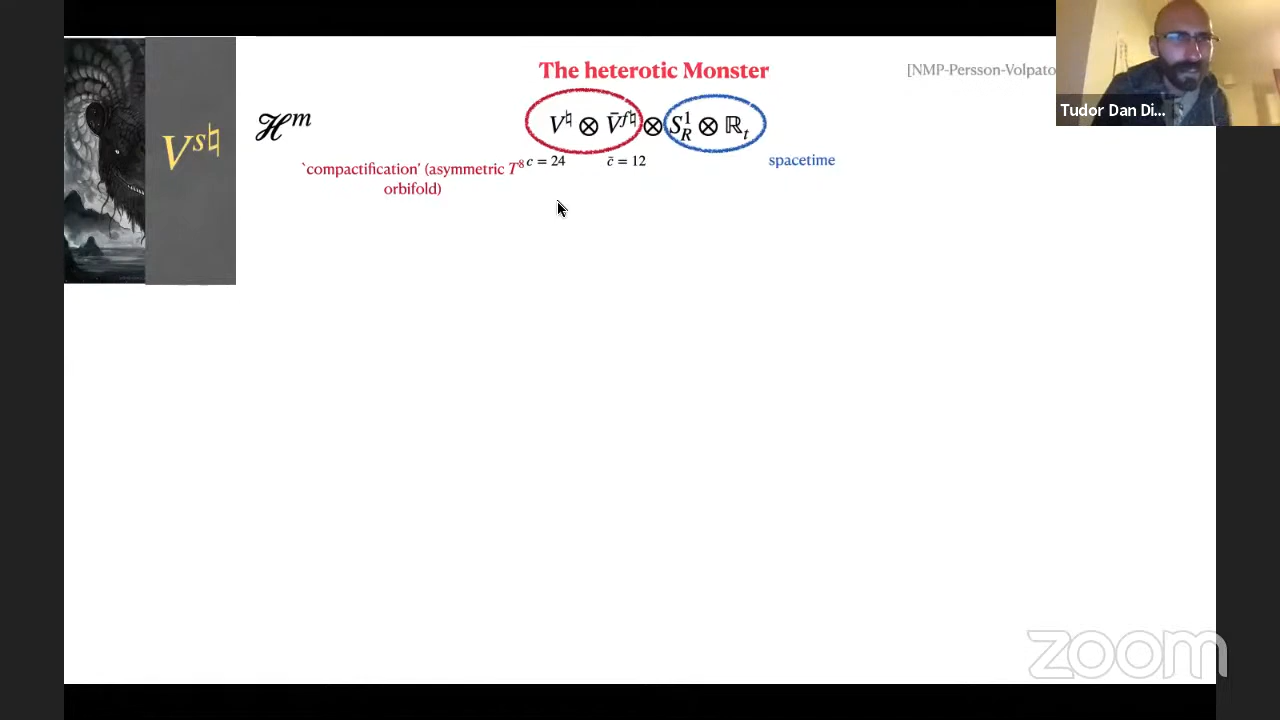 The heterotic Monster
[NMP-Persson-Volpato
Tudor Dan Di...
V^{s♮}
ℋ^m
V^♮ ⊗ V̄^{f♮} ⊗ S^1_R ⊗ ℝ_t
c = 24
c̄ = 12
spacetime
`compactification' (asymmetric T^8
orbifold)
zoom